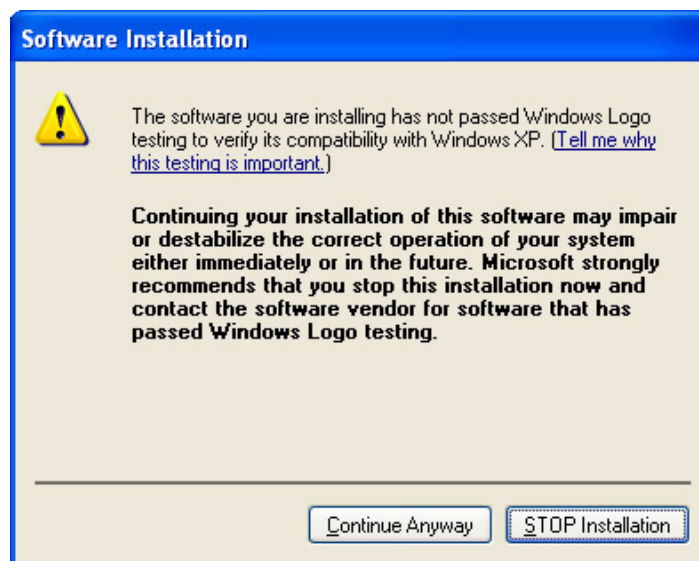 Software Installation
The software you are installing has not passed Windows Logo
testing to verify its compatibility with Windows XP. (Tell me why
this testing is important.)
Continuing your installation of this software may impair
or destabilize the correct operation of your system
either immediately or in the future. Microsoft strongly
recommends that you stop this installation now and
contact the software vendor for software that has
passed Windows Logo testing.
Continue Anyway
STOP Installation